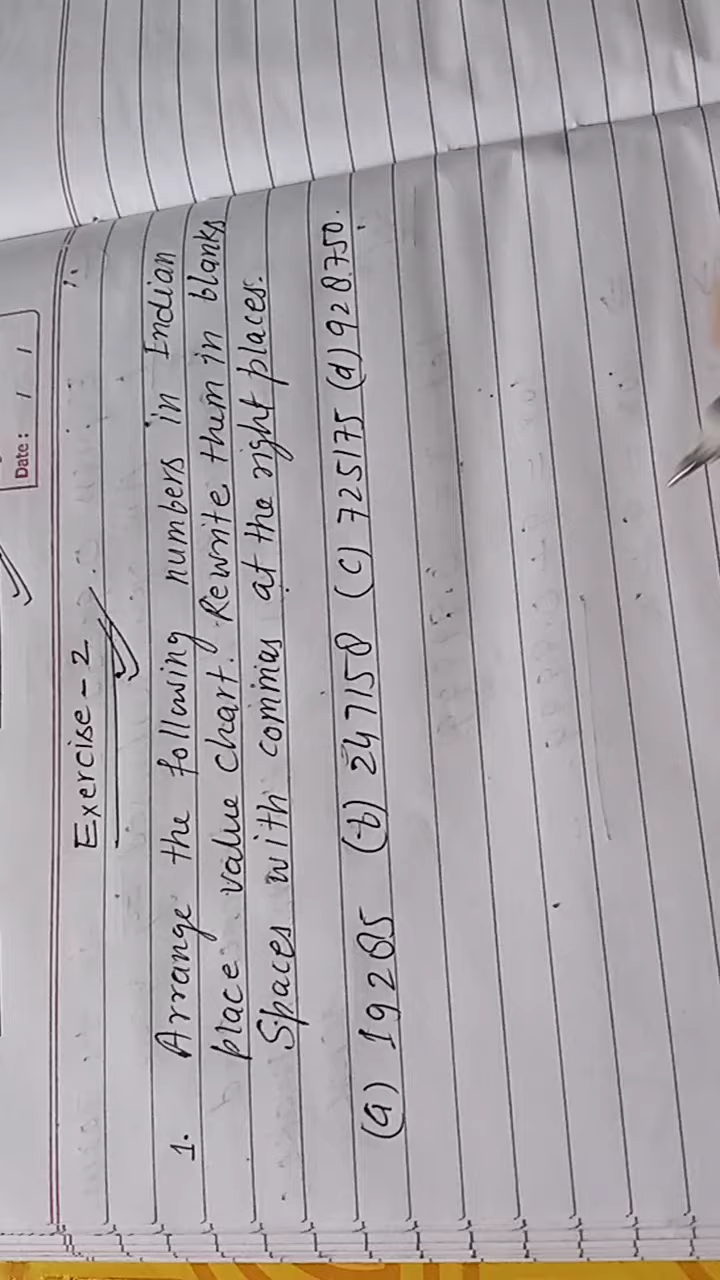 Date: / /
Exercise - 2
1. Arrange the following numbers in Indian
place value chart. Rewrite them in blanks
Spaces with commas at the right places.
(a) 19285 (b) 247158 (c) 725175 (d) 928750.